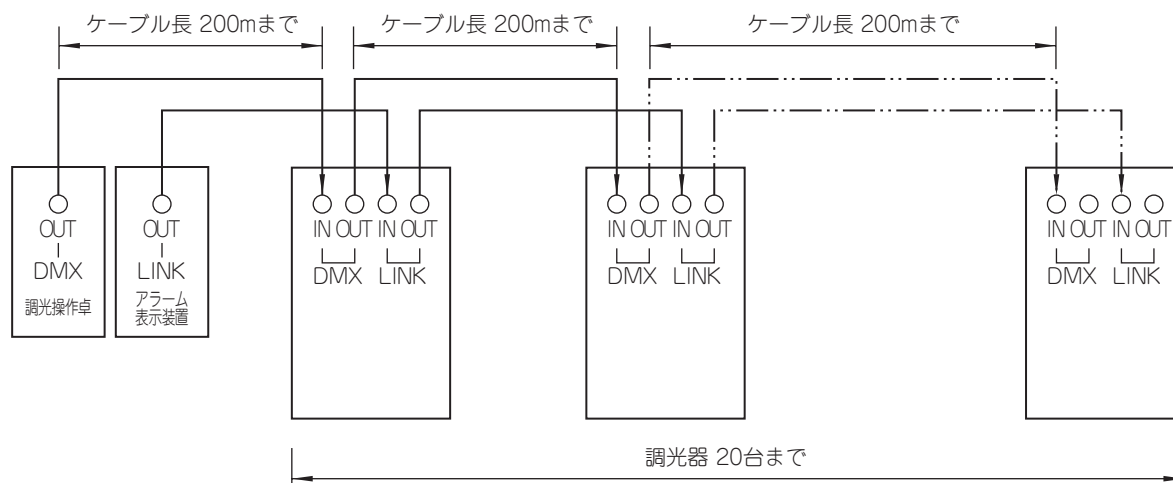 ケーブル長 200mまで
ケーブル長 200mまで
ケーブル長 200mまで
OUT
DMX
調光操作卓
OUT
LINK
アラーム
表示装置
IN OUT IN OUT
DMX LINK
IN OUT IN OUT
DMX LINK
IN OUT IN OUT
DMX LINK
調光器 20台まで